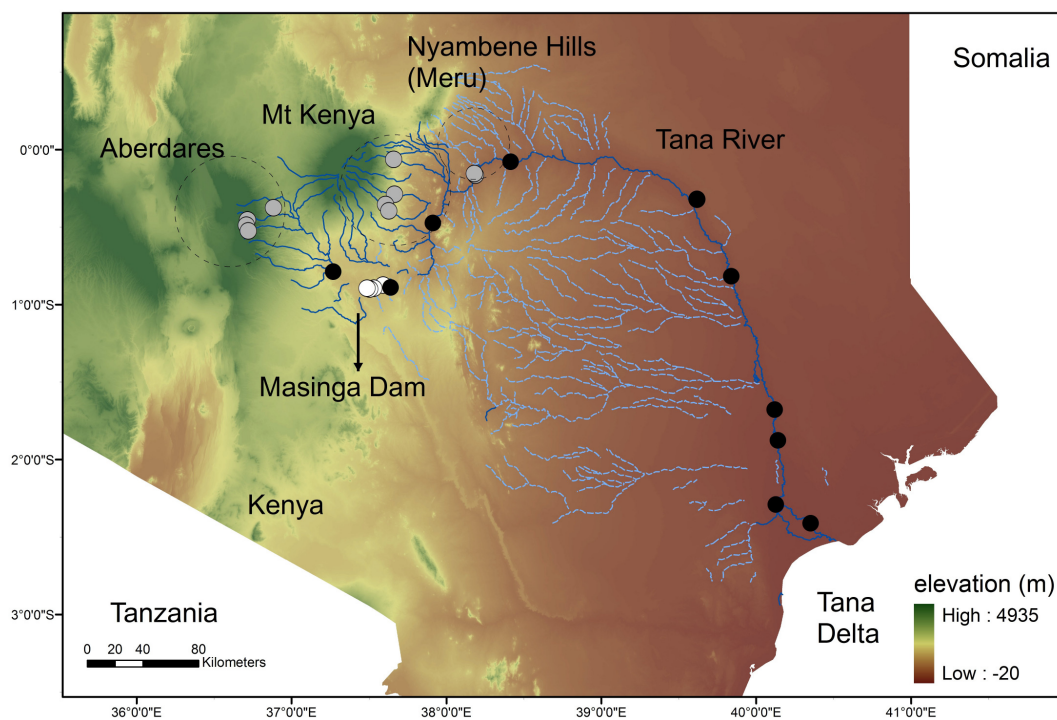 Nyambene Hills
(Meru)
Somalia
Mt Kenya
Aberdares
Tana River
0°0'0"
1°0'0"S
2°0'0"S
3°0'0"S
Masinga Dam
Kenya
Tanzania
0 20 40 80
Kilometers
Tana
Delta
elevation (m)
High : 4935
Low : -20
36°0'0"E
37°0'0"E
38°0'0"E
39°0'0"E
40°0'0"E
41°0'0"E